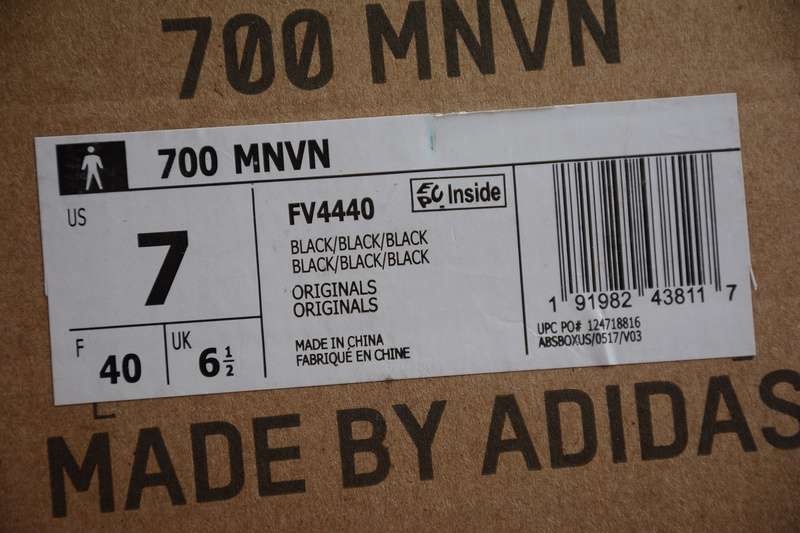 700 MNVN
700 MNVN
US
7
F
40
UK
6 1/2
FV4440
BLACK/BLACK/BLACK
BLACK/BLACK/BLACK
ORIGINALS
ORIGINALS
MADE IN CHINA
FABRIQUÉ EN CHINE
Inside
1 91982 43811 7
UPC PO# 124718816
ABSBOXUS/0517/V03
MADE BY ADIDAS